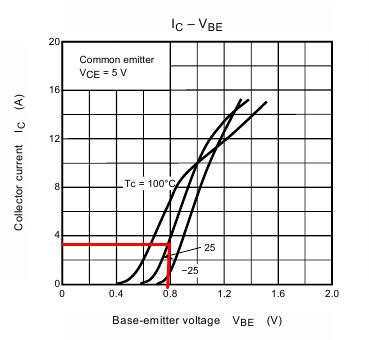 IC – VBE
20
16
12
8
4
0
Common emitter
VCE = 5 V
Tc = 100°C
25
−25
0
0.4
0.8
1.2
1.6
2.0
Collector current IC (A)
Base-emitter voltage VBE (V)